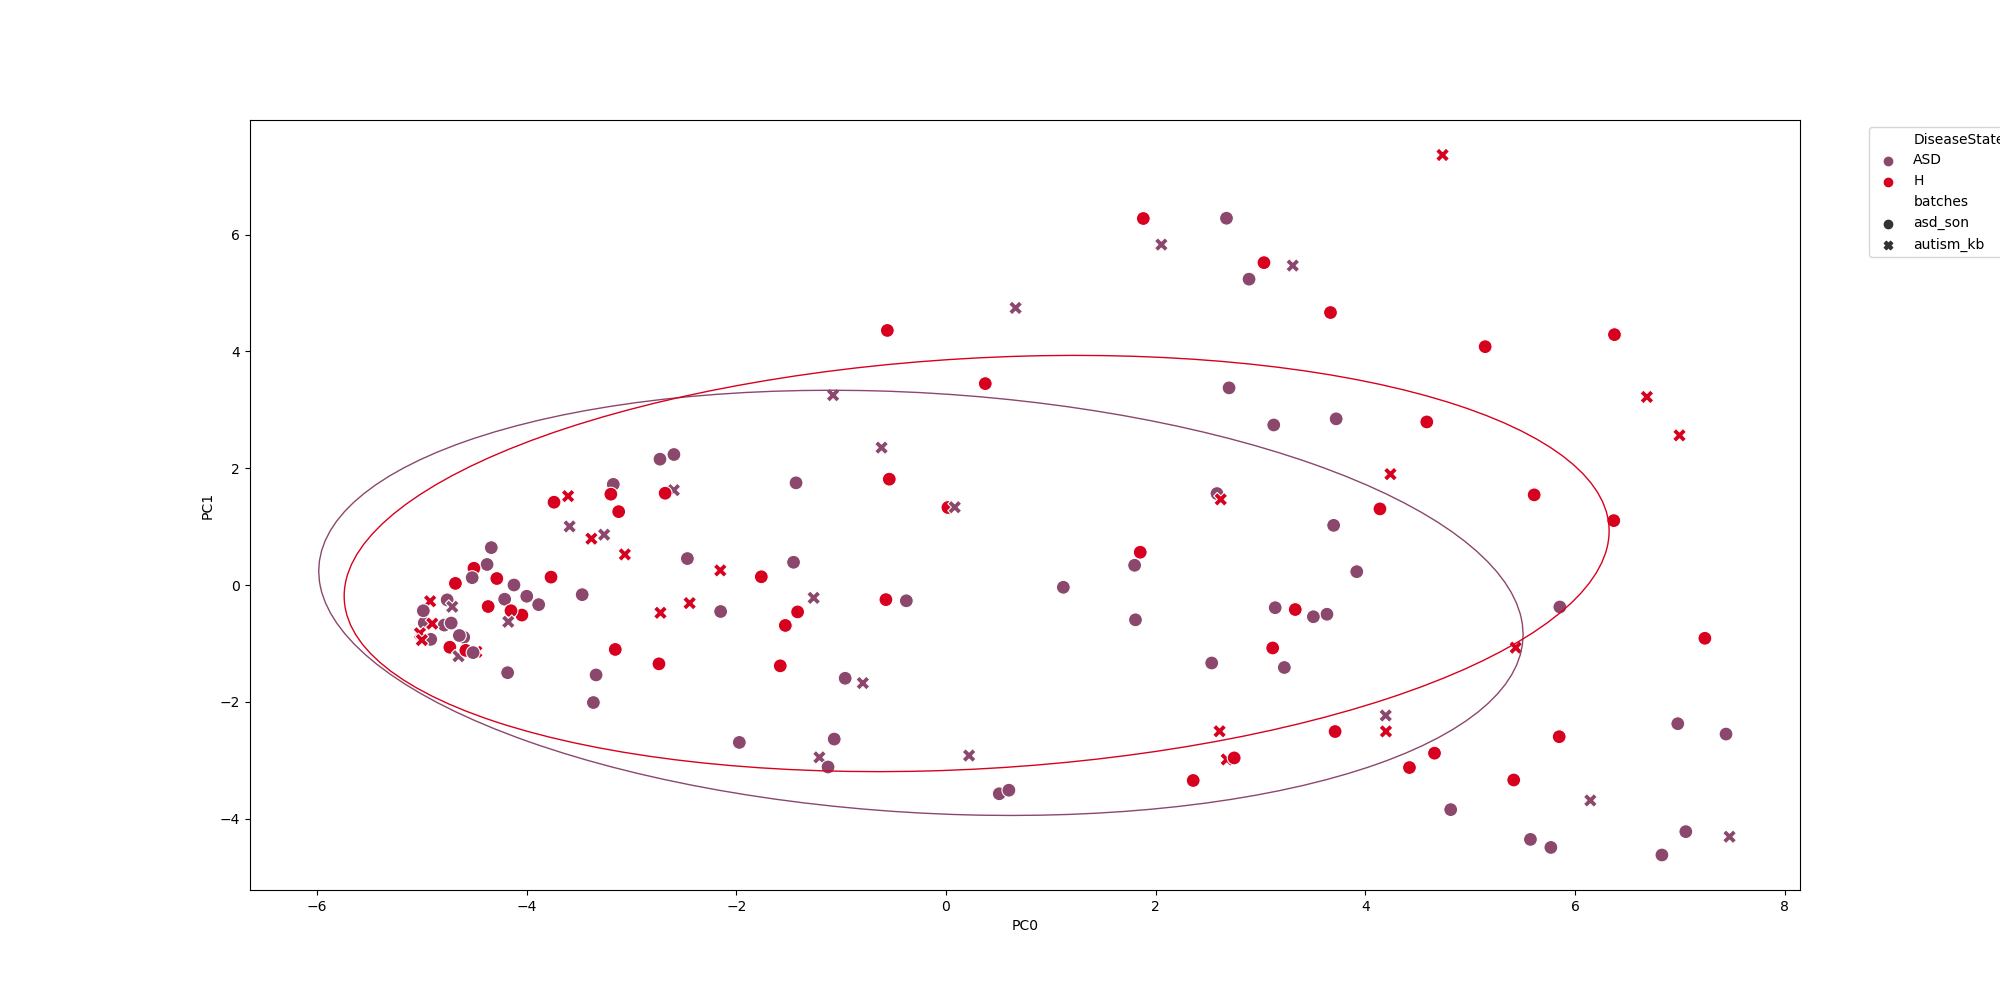 DiseaseState
ASD
H
batches
asd_son
autism_kb
6
4
2
0
−2
−4
PC1
−6
−4
−2
0
2
4
6
8
PC0